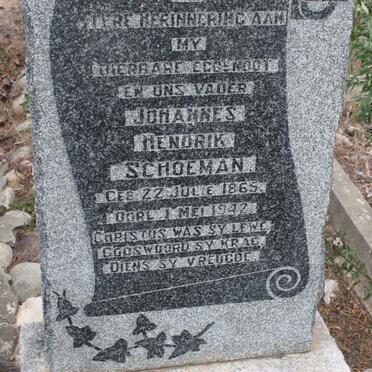 TERE HERINNERING AAN
MY
DIERBARE EGGENOOT
EN ONS VADER
JOHANNES
HENDRIK
SCHOEMAN
GEB. 22 JULIE 1865.
OORL. 1 MEI 1942.
CHRISTUS WAS SY LEWE,
GODSWOORD SY KRAG,
DIENS SY VREUGDE.